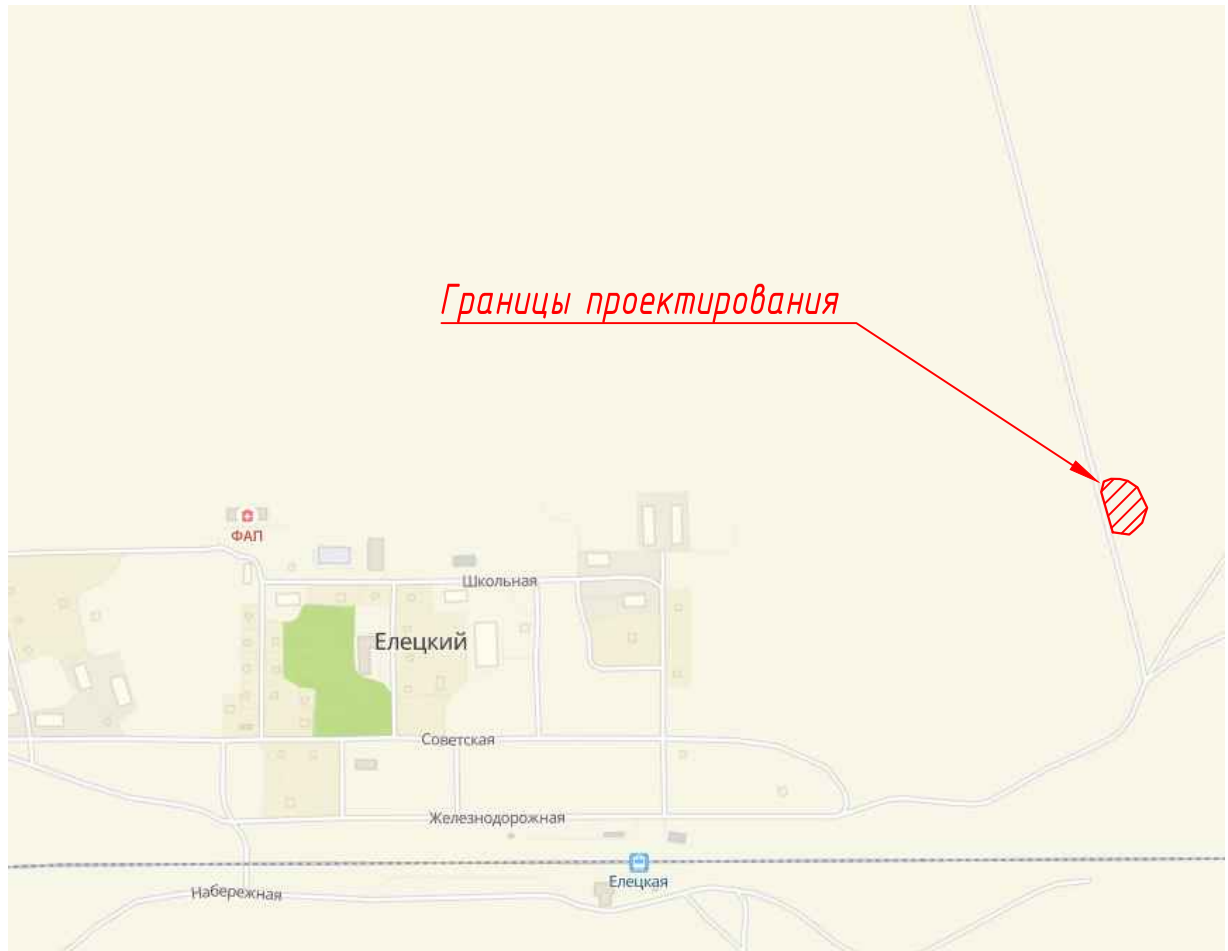 Границы проектирования
ФАП
Школьная
Елецкий
Советская
Железнодорожная
Елецкая
Набережная